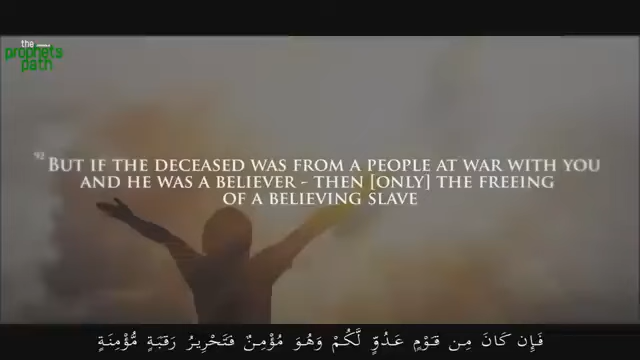 the
prophet's
path
92 BUT IF THE DECEASED WAS FROM A PEOPLE AT WAR WITH YOU
AND HE WAS A BELIEVER - THEN [ONLY] THE FREEING
OF A BELIEVING SLAVE
فَإِن كَانَ مِن قَوْمٍ عَدُوٍّ لَّكُمْ وَهُوَ مُؤْمِنٌ فَتَحْرِيرُ رَقَبَةٍ مُّؤْمِنَةٍ